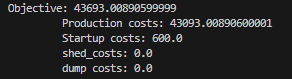 Objective: 43693.00890599999
Production costs: 43093.00890600001
Startup costs: 600.0
shed_costs: 0.0
dump costs: 0.0